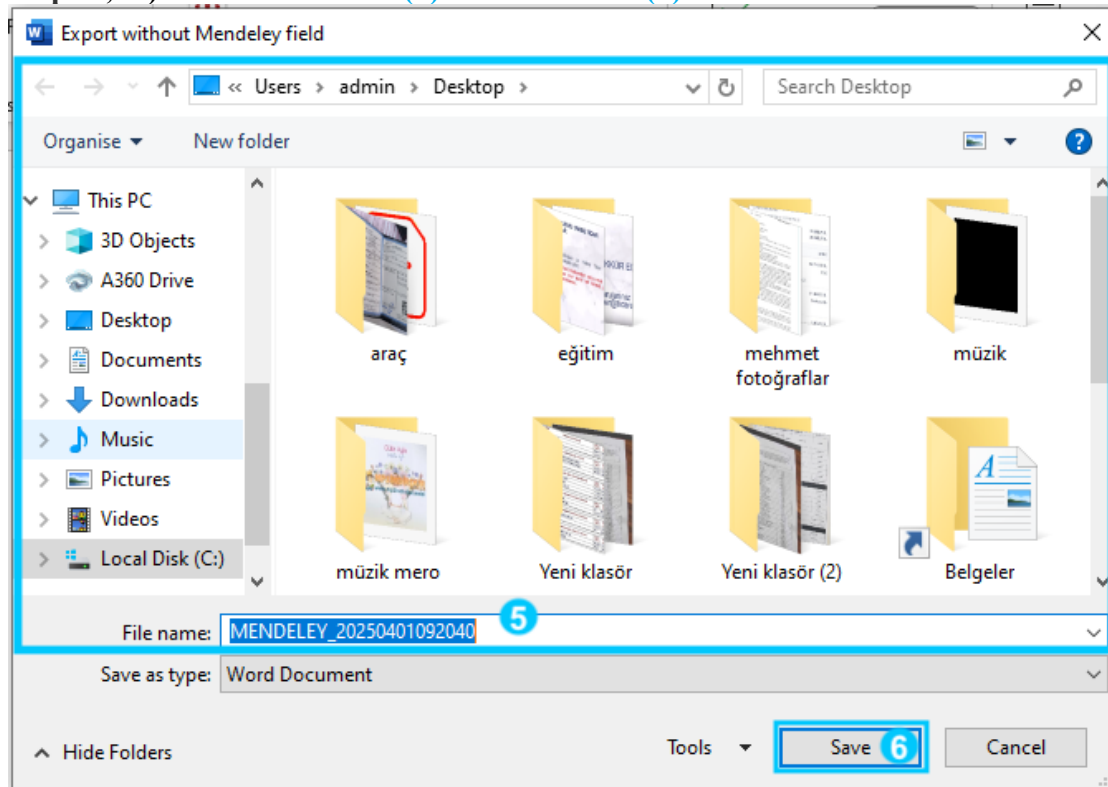 Export without Mendeley field
« Users › admin › Desktop ›
Search Desktop
Organise
New folder
This PC
3D Objects
A360 Drive
Desktop
Documents
Downloads
Music
Pictures
Videos
Local Disk (C:)
araç
eğitim
mehmet
fotoğraflar
müzik
müzik mero
Yeni klasör
Yeni klasör (2)
Belgeler
File name: MENDELEY_20250401092040
5
Save as type: Word Document
Hide Folders
Tools
Save 6
Cancel